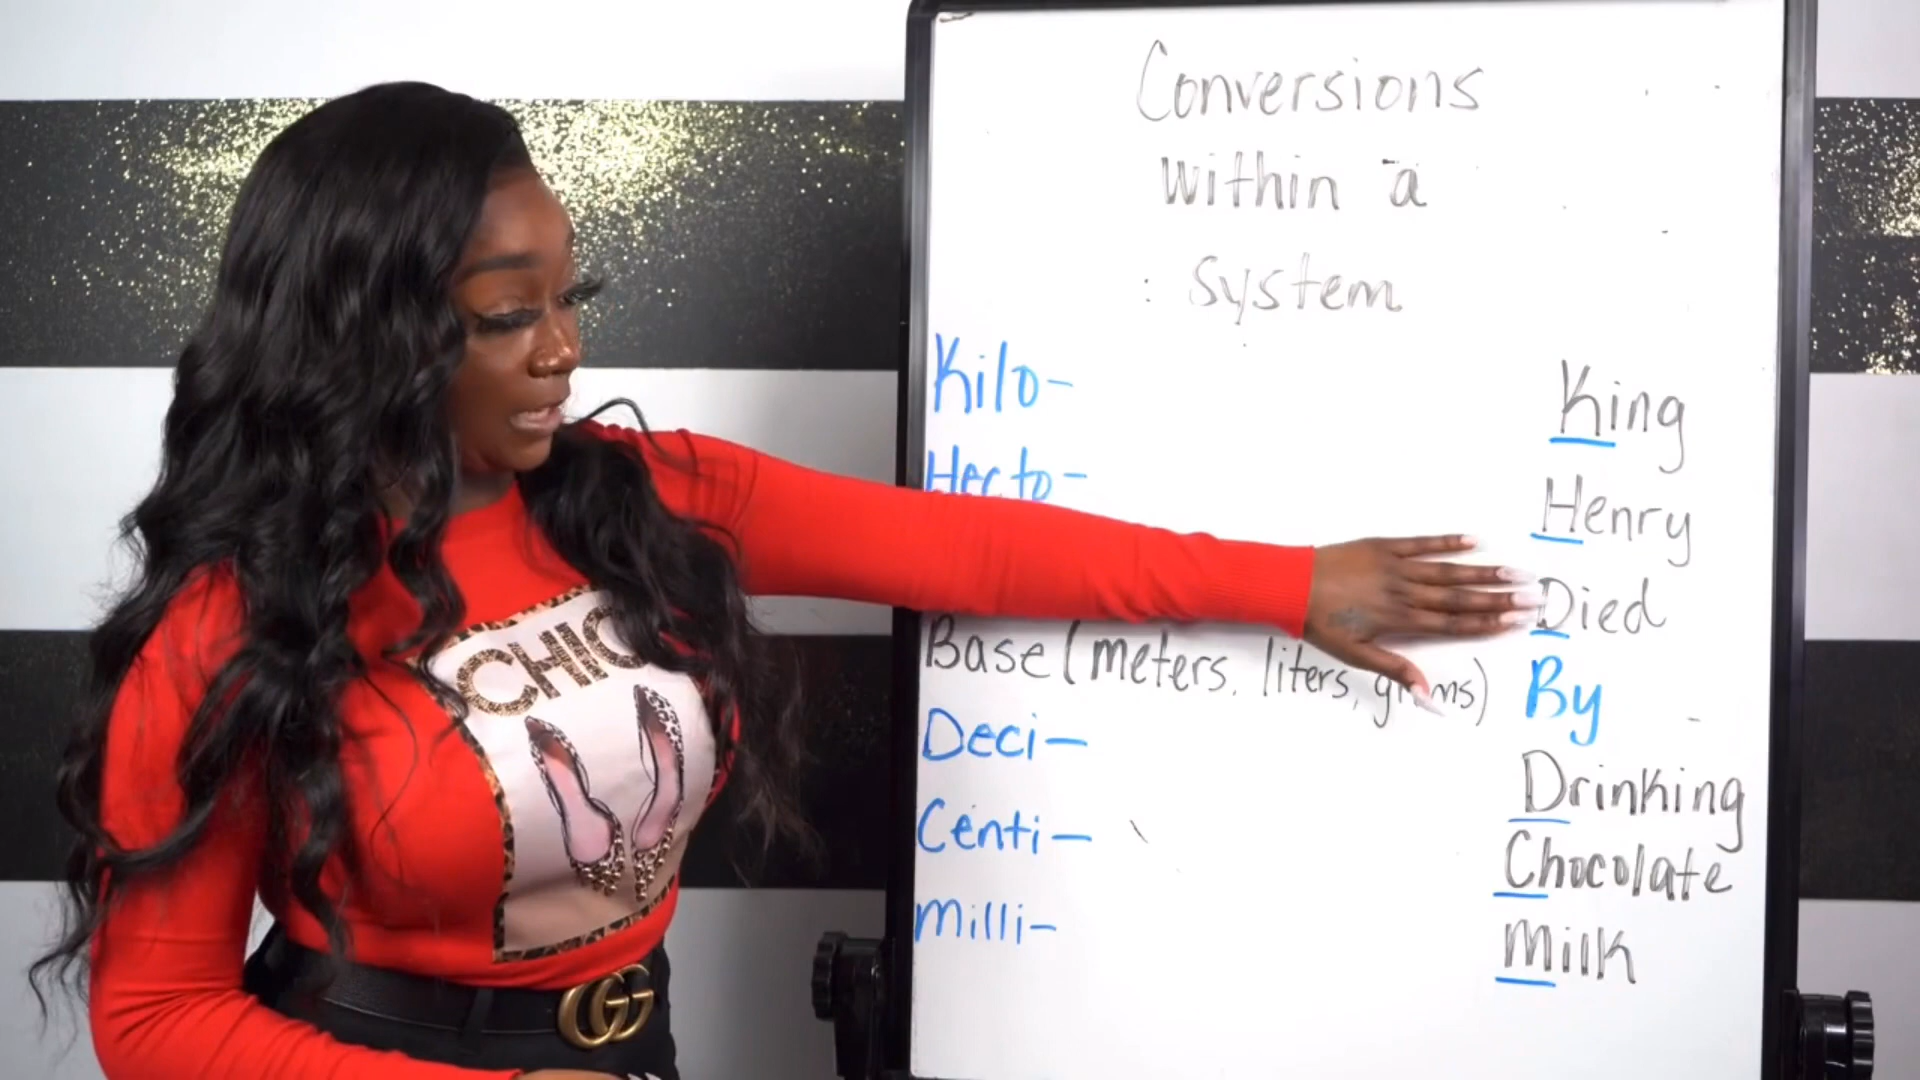 Conversions
within a
System
Kilo-
Hecto-
Base (meters, liters, grams)
Deci-
Centi-
Milli-
King
Henry
Died
By
Drinking
Chocolate
Milk
CHIC